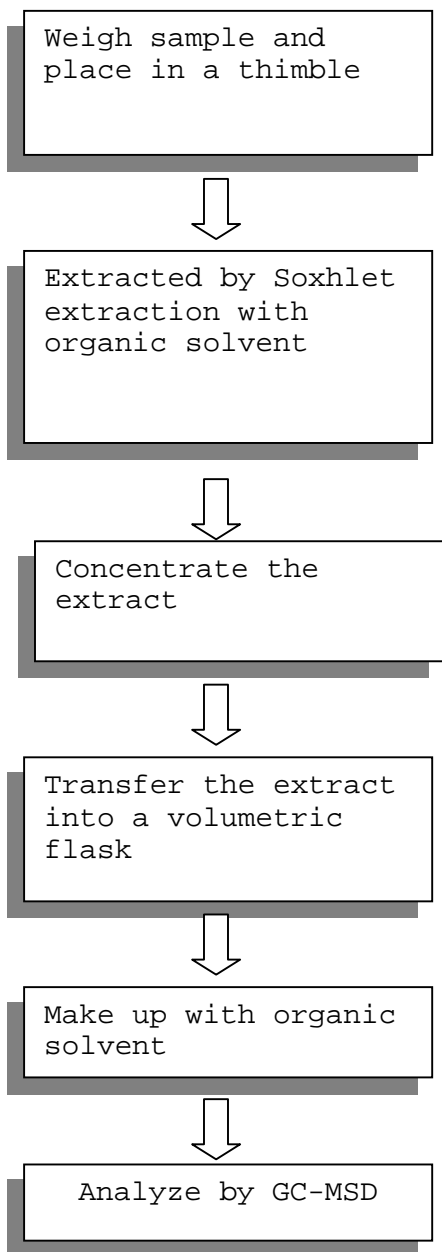 Weigh sample and
place in a thimble
Extracted by Soxhlet
extraction with
organic solvent
Concentrate the
extract
Transfer the extract
into a volumetric
flask
Make up with organic
solvent
Analyze by GC-MSD